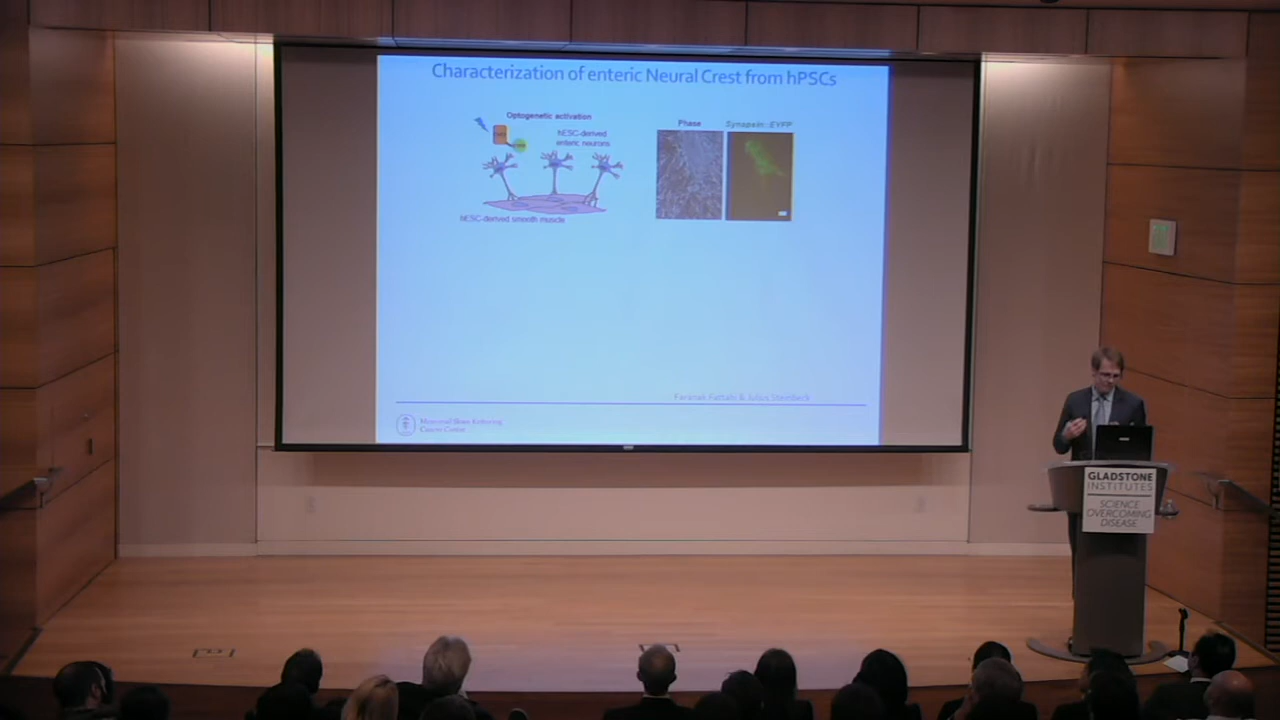 Characterization of enteric Neural Crest from hPSCs
Optogenetic activation
hESC-derived
enteric neurons
hESC-derived smooth muscle
Phase
Synapsin::EYFP
Faranak Fattahi & Julius Steinbeck
Memorial Sloan Kettering
Cancer Center
GLADSTONE
INSTITUTES
SCIENCE
OVERCOMING
DISEASE